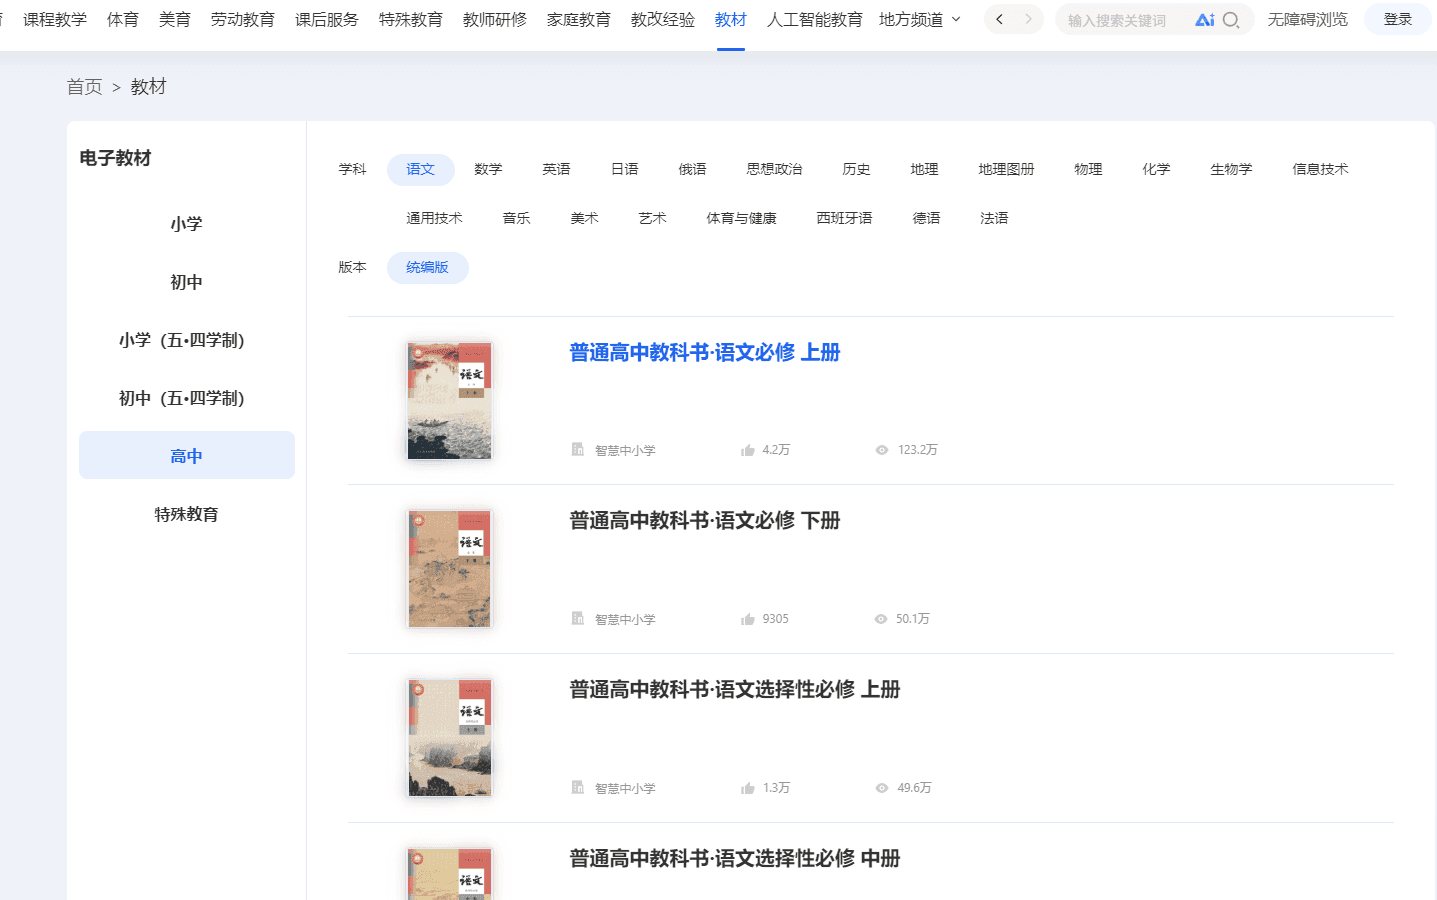 课程教学 体育 美育 劳动教育 课后服务 特殊教育 教师研修 家庭教育 教改经验 教材 人工智能教育 地方频道 输入搜索关键词 Ai 无障碍浏览 登录
首页 > 教材
电子教材
小学
初中
小学（五•四学制）
初中（五•四学制）
高中
特殊教育
学科 语文 数学 英语 日语 俄语 思想政治 历史 地理 地理图册 物理 化学 生物学 信息技术
通用技术 音乐 美术 艺术 体育与健康 西班牙语 德语 法语
版本 统编版
语文
普通高中教科书·语文必修 上册
智慧中小学 4.2万 123.2万
语文
普通高中教科书·语文必修 下册
智慧中小学 9305 50.1万
语文
普通高中教科书·语文选择性必修 上册
智慧中小学 1.3万 49.6万
语文
普通高中教科书·语文选择性必修 中册